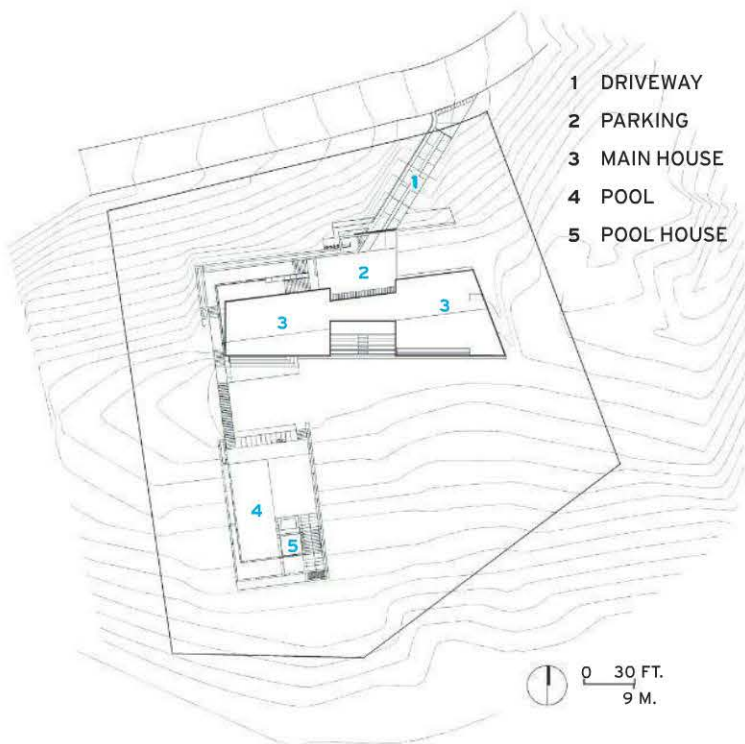 1 DRIVEWAY
2 PARKING
3 MAIN HOUSE
4 POOL
5 POOL HOUSE
1
2
3
3
4
5
0 30 FT.
9 M.